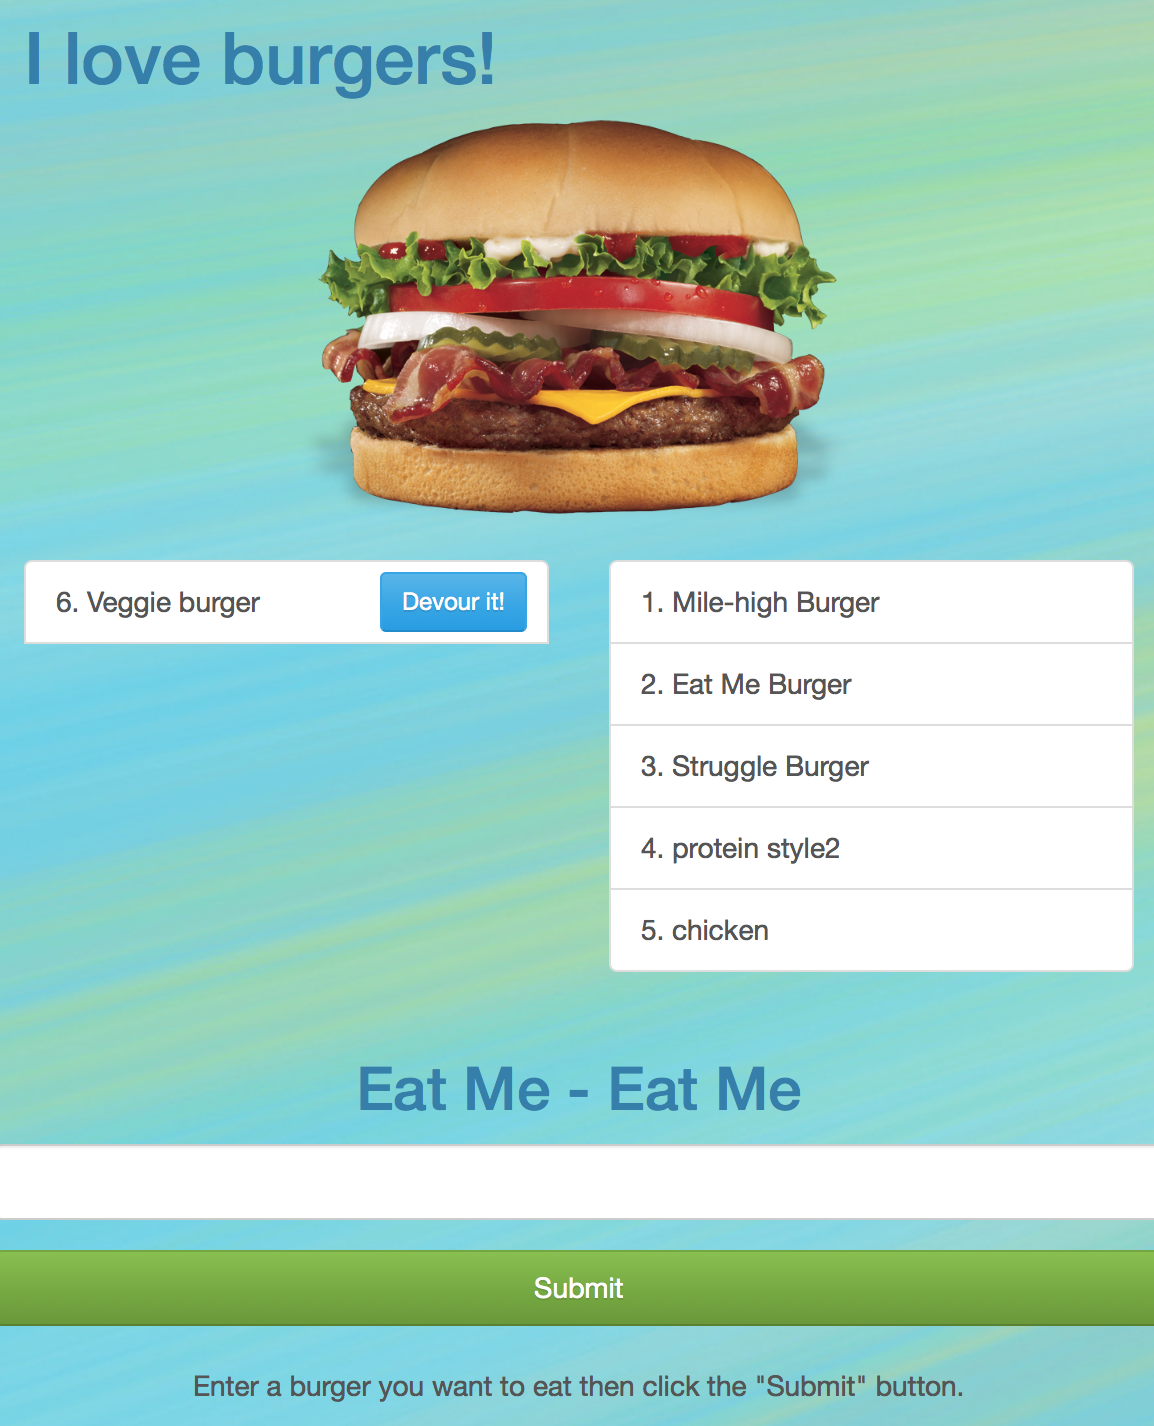 I love burgers!
6. Veggie burger
Devour it!
1. Mile-high Burger
2. Eat Me Burger
3. Struggle Burger
4. protein style2
5. chicken
Eat Me - Eat Me
Submit
Enter a burger you want to eat then click the "Submit" button.